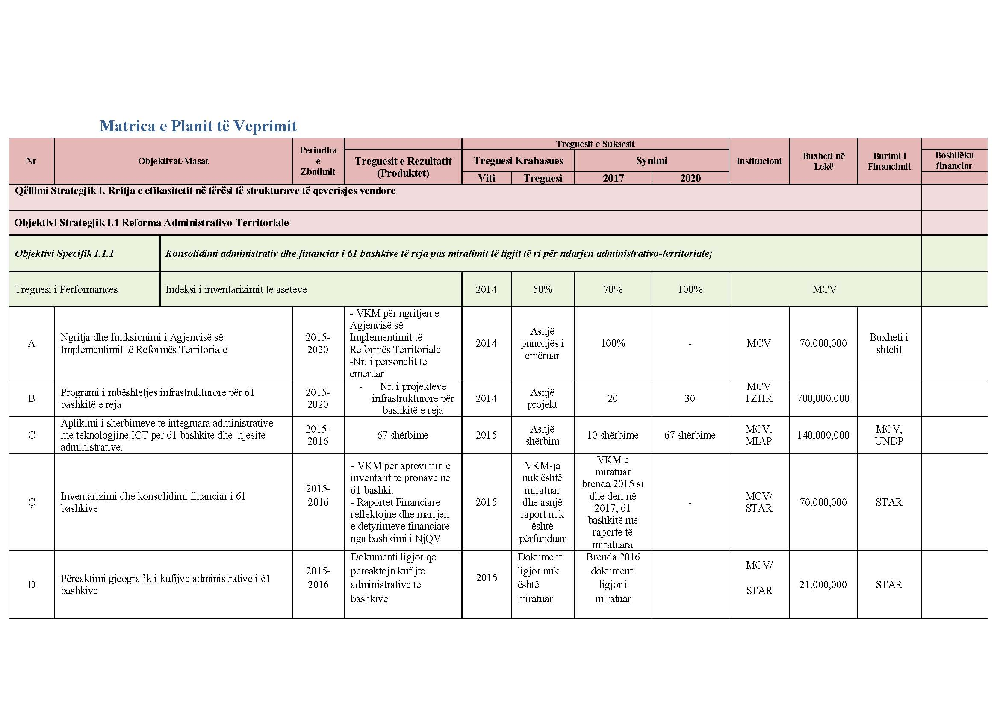 Matrica e Planit të Veprimit
Nr
Objektivat/Masat
Periudha
e
Zbatimit
Treguesit e Rezultatit
(Produktet)
Treguesit e Suksesit
Treguesi Krahasues
Synimi
Viti
Treguesi
2017
2020
Institucioni
Buxheti në
Lekë
Burimi i
Financimit
Boshllëku
financiar
Qëllimi Strategjik I. Rritja e efikasitetit në tërësi të strukturave të qeverisjes vendore
Objektivi Strategjik I.1 Reforma Administrativo-Territoriale
Objektivi Specifik I.1.1
Konsolidimi administrativ dhe financiar i 61 bashkive të reja pas miratimit të ligjit të ri për ndarjen administrativo-territoriale;
Treguesi i Performances
Indeksi i inventarizimit te aseteve
2014
50%
70%
100%
MCV
A
Ngritja dhe funksionimi i Agjencisë së
Implementimit të Reformës Territoriale
2015-
2020
- VKM për ngritjen e
Agjencisë së
Implementimit të
Reformës Territoriale
-Nr. i personelit te
emeruar
2014
Asnjë
punonjës i
emëruar
100%
-
MCV
70,000,000
Buxheti i
shtetit
B
Programi i mbështetjes infrastrukturore për 61
bashkitë e reja
2015-
2020
- Nr. i projekteve
infrastrukturore për
bashkitë e reja
2014
Asnjë
projekt
20
30
MCV
FZHR
700,000,000
C
Aplikimi i sherbimeve te integruara administrative
me teknologjine ICT per 61 bashkite dhe njesite
administrative.
2015-
2016
67 shërbime
2015
Asnjë
shërbim
10 shërbime
67 shërbime
MCV,
MIAP
140,000,000
MCV,
UNDP
Ç
Inventarizimi dhe konsolidimi financiar i 61
bashkive
2015-
2016
- VKM per aprovimin e
inventarit te pronave ne
61 bashki.
- Raportet Financiare
reflektojne dhe marrjen
e detyrimeve financiare
nga bashkimi i NjQV
2015
VKM-ja
nuk është
miratuar
dhe asnjë
raport nuk
është
përfunduar
VKM e
miratuar
brenda 2015 si
dhe deri në
2017, 61
bashkitë me
raporte të
miratuara
-
MCV/
STAR
70,000,000
STAR
D
Përcaktimi gjeografik i kufijve administrative i 61
bashkive
2015-
2016
Dokumenti ligjor qe
percaktojn kufijte
administrative te
bashkive
2015
Dokumenti
ligjor nuk
është
miratuar
Brenda 2016
dokumenti
ligjor i
miratuar
MCV/
STAR
21,000,000
STAR